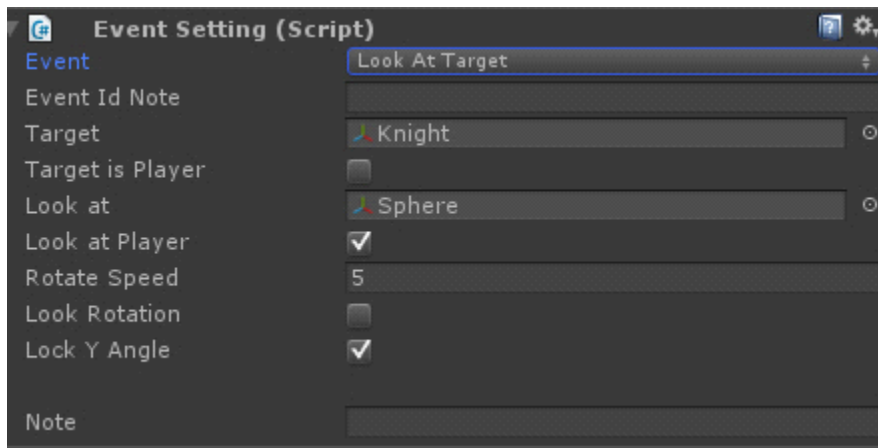 Event Setting (Script)
Event Look At Target
Event Id Note
Target Knight
Target is Player
Look at Sphere
Look at Player
Rotate Speed 5
Look Rotation
Lock Y Angle
Note